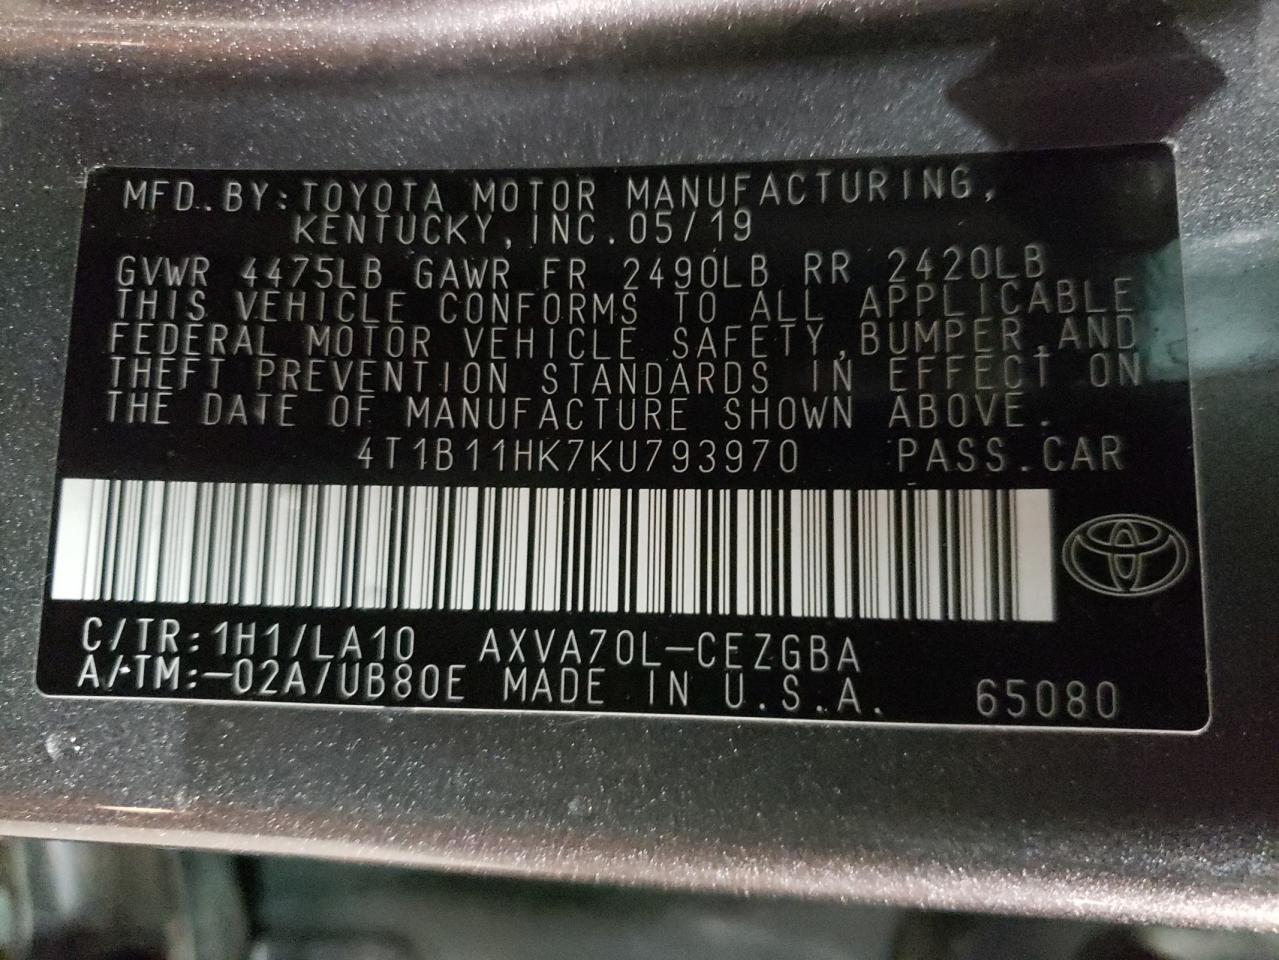 MFD. BY: TOYOTA MOTOR MANUFACTURING,
KENTUCKY, INC. 05/19
GVWR 4475LB GAWR FR 2490LB RR 2420LB
THIS VEHICLE CONFORMS TO ALL APPLICABLE
FEDERAL MOTOR VEHICLE SAFETY, BUMPER, AND
THEFT PREVENTION STANDARDS IN EFFECT ON
THE DATE OF MANUFACTURE SHOWN ABOVE.
4T1B11HK7KU793970 PASS.CAR
C/TR: 1H1/LA10 AXVA70L-CEZGBA
A/TM:-02A/UB80E MADE IN U.S.A. 65080